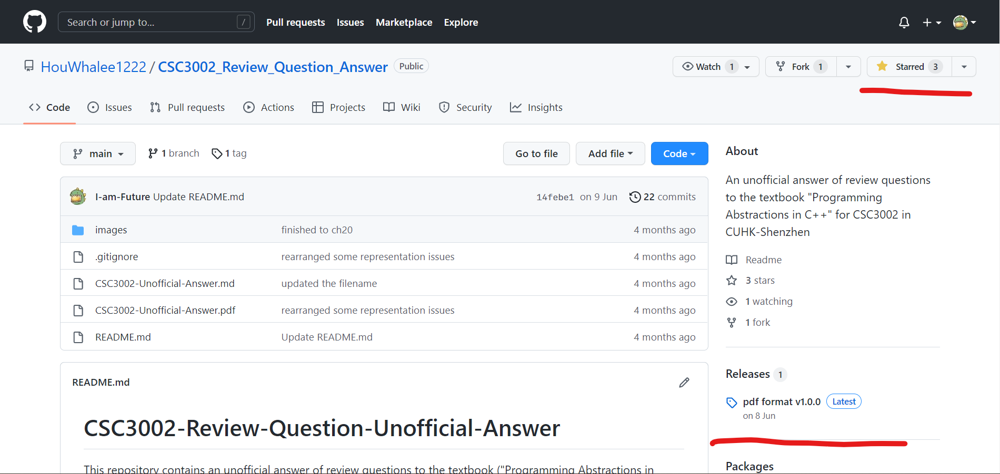 Search or jump to... /
Pull requests Issues Marketplace Explore
HouWhalee1222 / CSC3002_Review_Question_Answer Public
Watch 1
Fork 1
Starred 3
Code Issues Pull requests Actions Projects Wiki Security Insights
main 1 branch 1 tag
Go to file Add file Code
I-am-Future Update README.md 14febe1 on 9 Jun 22 commits
images finished to ch20 4 months ago
.gitignore rearranged some representation issues 4 months ago
CSC3002-Unofficial-Answer.md updated the filename 4 months ago
CSC3002-Unofficial-Answer.pdf rearranged some representation issues 4 months ago
README.md Update README.md 4 months ago
README.md
CSC3002-Review-Question-Unofficial-Answer
This repository contains an unofficial answer of review questions to the textbook ("Programming Abstractions in
About
An unofficial answer of review questions
to the textbook "Programming
Abstractions in C++" for CSC3002 in
CUHK-Shenzhen
Readme
3 stars
1 watching
1 fork
Releases 1
pdf format v1.0.0 Latest
on 8 Jun
Packages